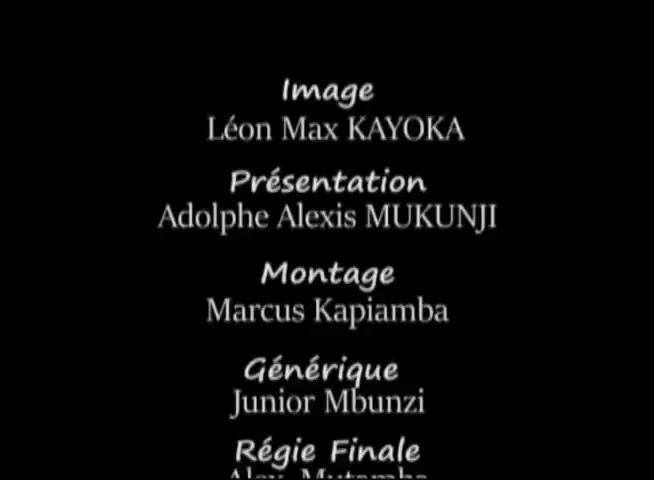 Image
Léon Max KAYOKA
Présentation
Adolphe Alexis MUKUNJI
Montage
Marcus Kapiamba
Générique
Junior Mbunzi
Régie Finale